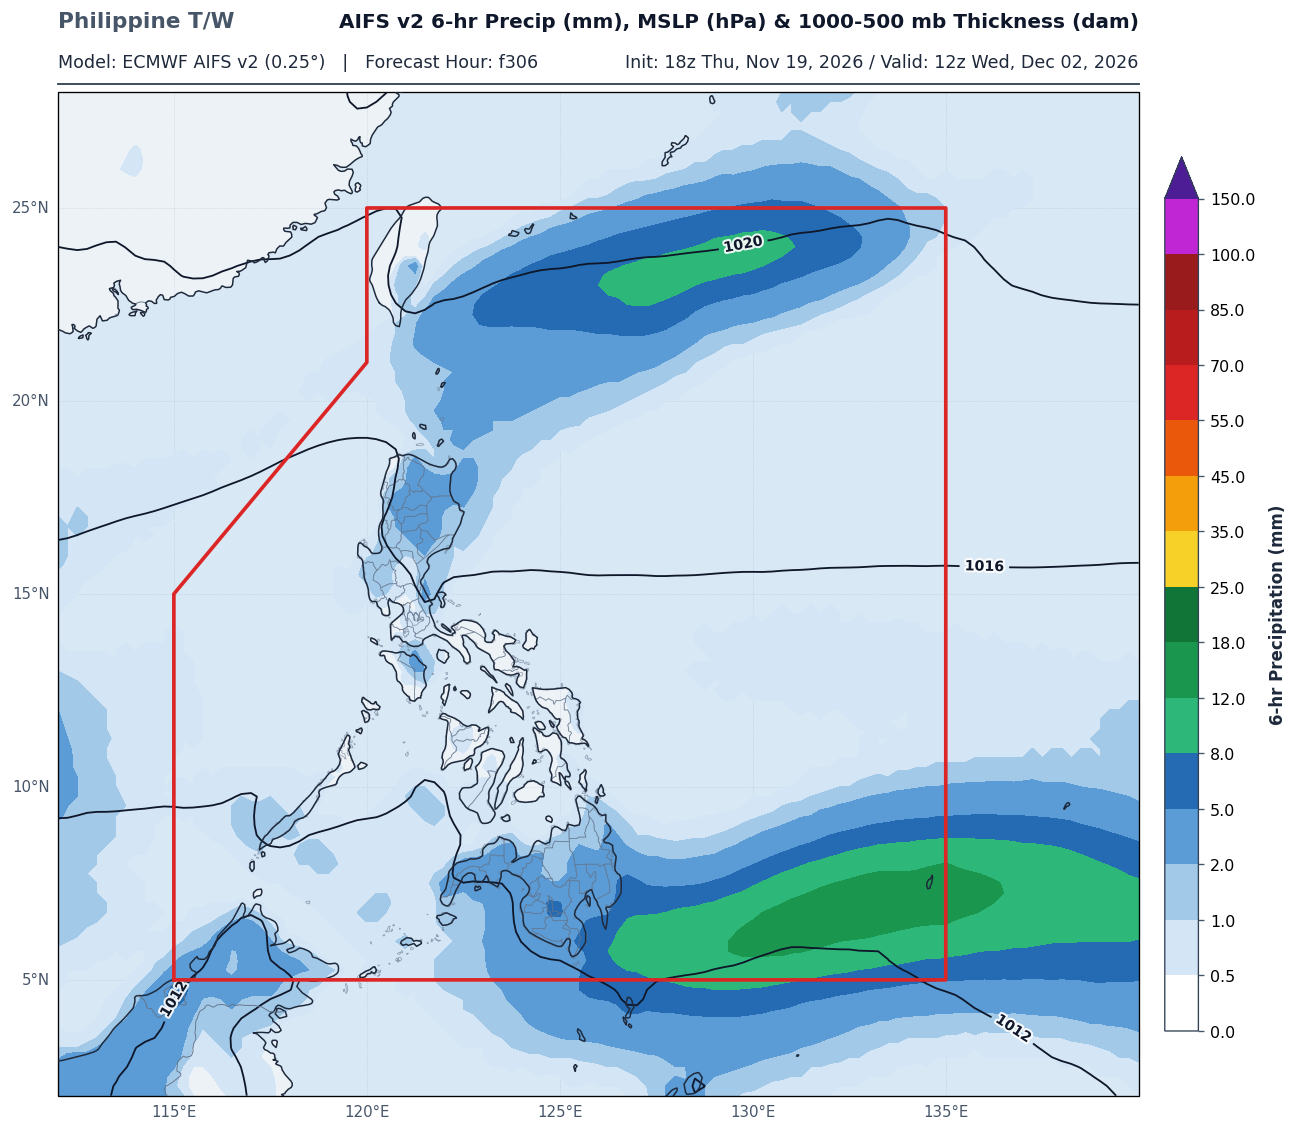 Philippine T/W
AIFS v2 6-hr Precip (mm), MSLP (hPa) & 1000-500 mb Thickness (dam)
Model: ECMWF AIFS v2 (0.25°)   |   Forecast Hour: f306
Init: 18z Thu, Nov 19, 2026 / Valid: 12z Wed, Dec 02, 2026
25°N
20°N
15°N
10°N
5°N
115°E
120°E
125°E
130°E
135°E
1020
1016
1012
1012
150.0
100.0
85.0
70.0
55.0
45.0
35.0
25.0
18.0
12.0
8.0
5.0
2.0
1.0
0.5
0.0
6-hr Precipitation (mm)